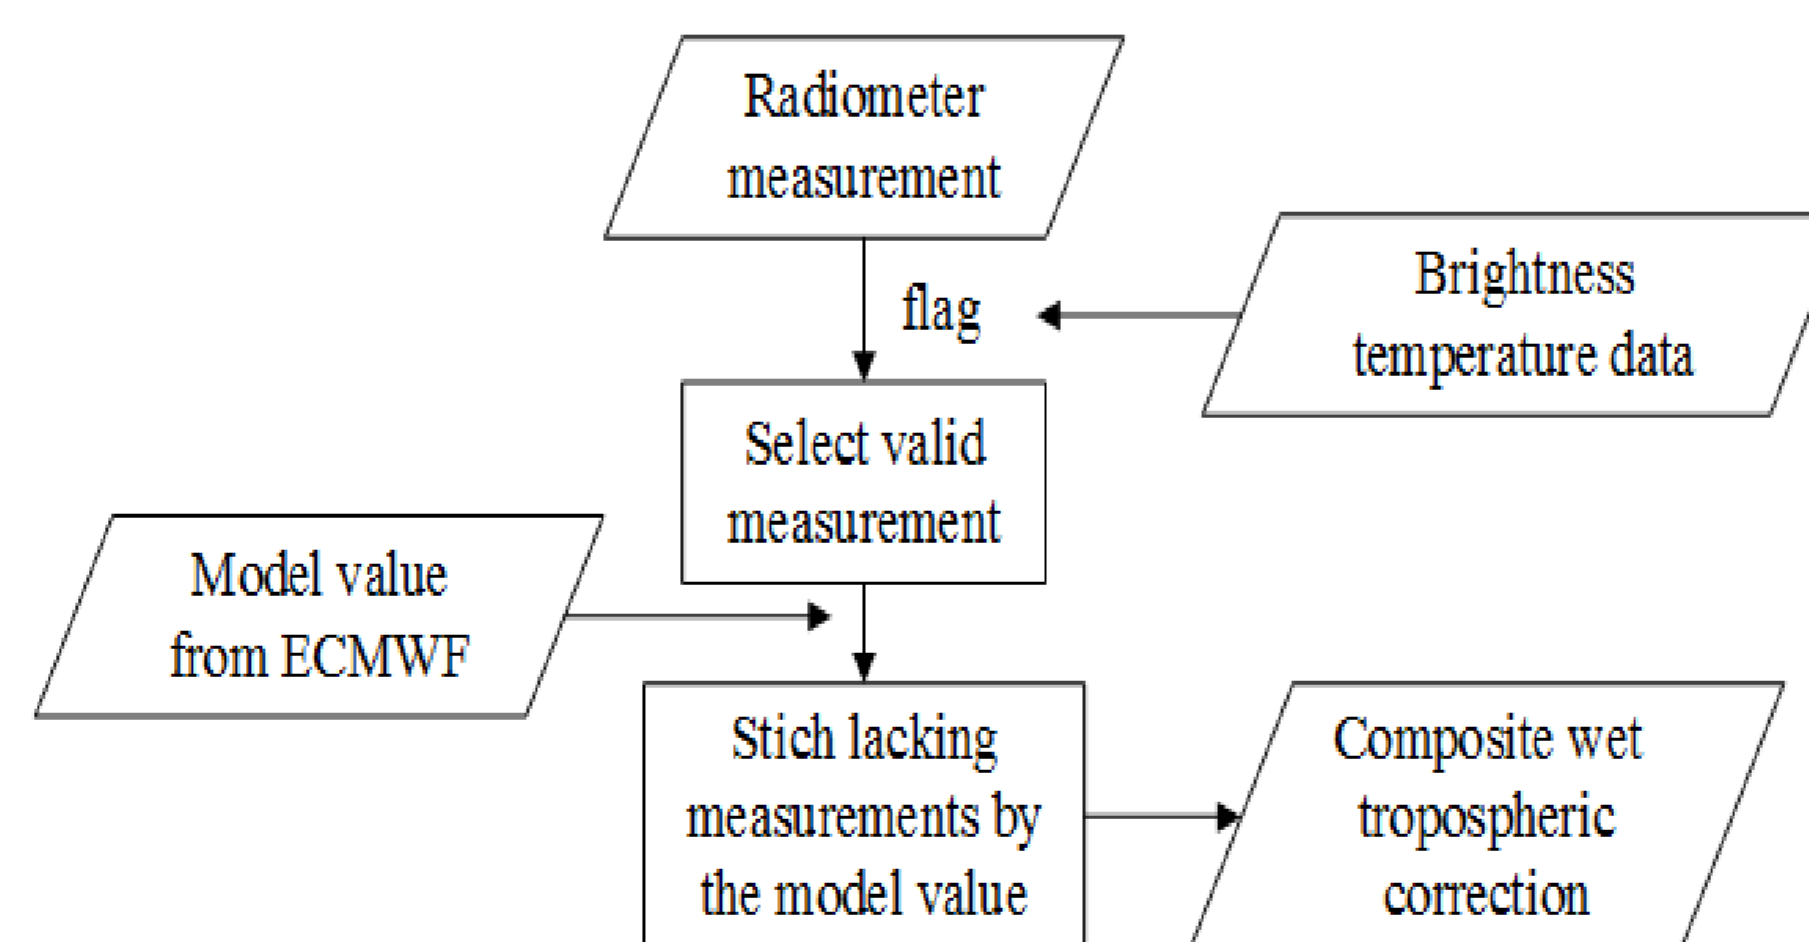 Radiometer
measurement
flag
Brightness
temperature data
Select valid
measurement
Model value
from ECMWF
Stich lacking
measurements by
the model value
Composite wet
tropospheric
correction